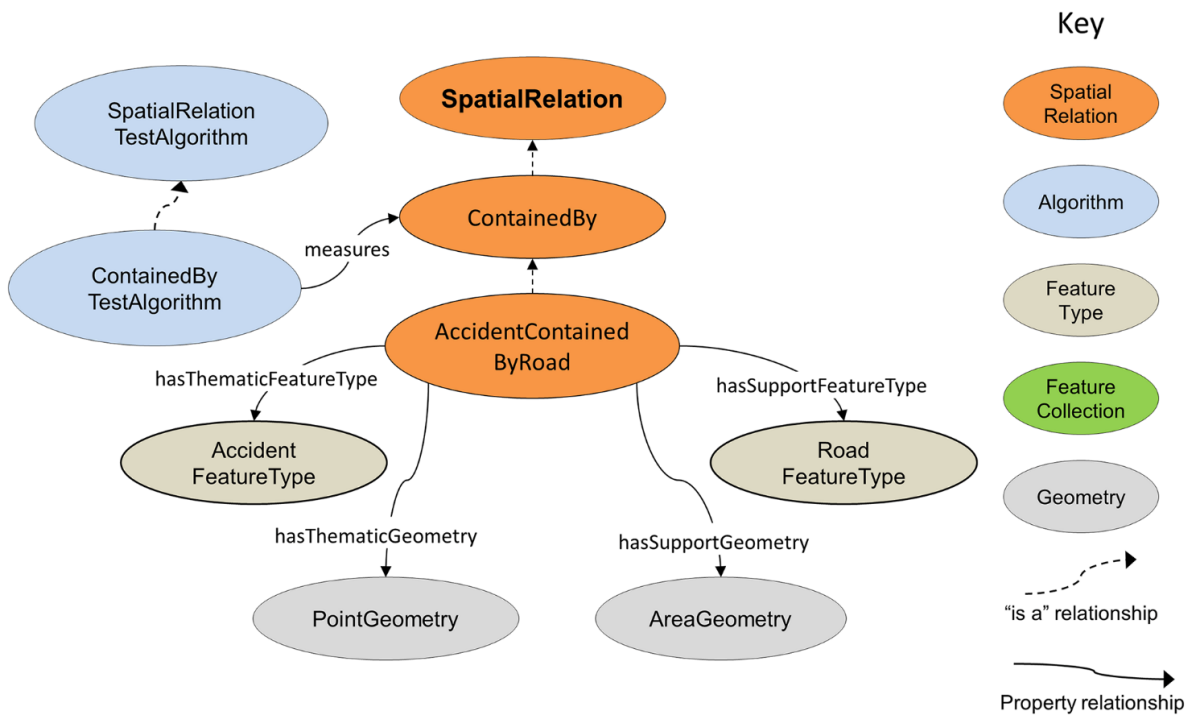 Key
SpatialRelation
TestAlgorithm
SpatialRelation
Spatial
Relation
ContainedBy
Algorithm
measures
ContainedBy
TestAlgorithm
Feature
Type
AccidentContained
ByRoad
hasThematicFeatureType
hasSupportFeatureType
Feature
Collection
Accident
FeatureType
Road
FeatureType
Geometry
hasThematicGeometry
hasSupportGeometry
PointGeometry
AreaGeometry
“is a” relationship
Property relationship